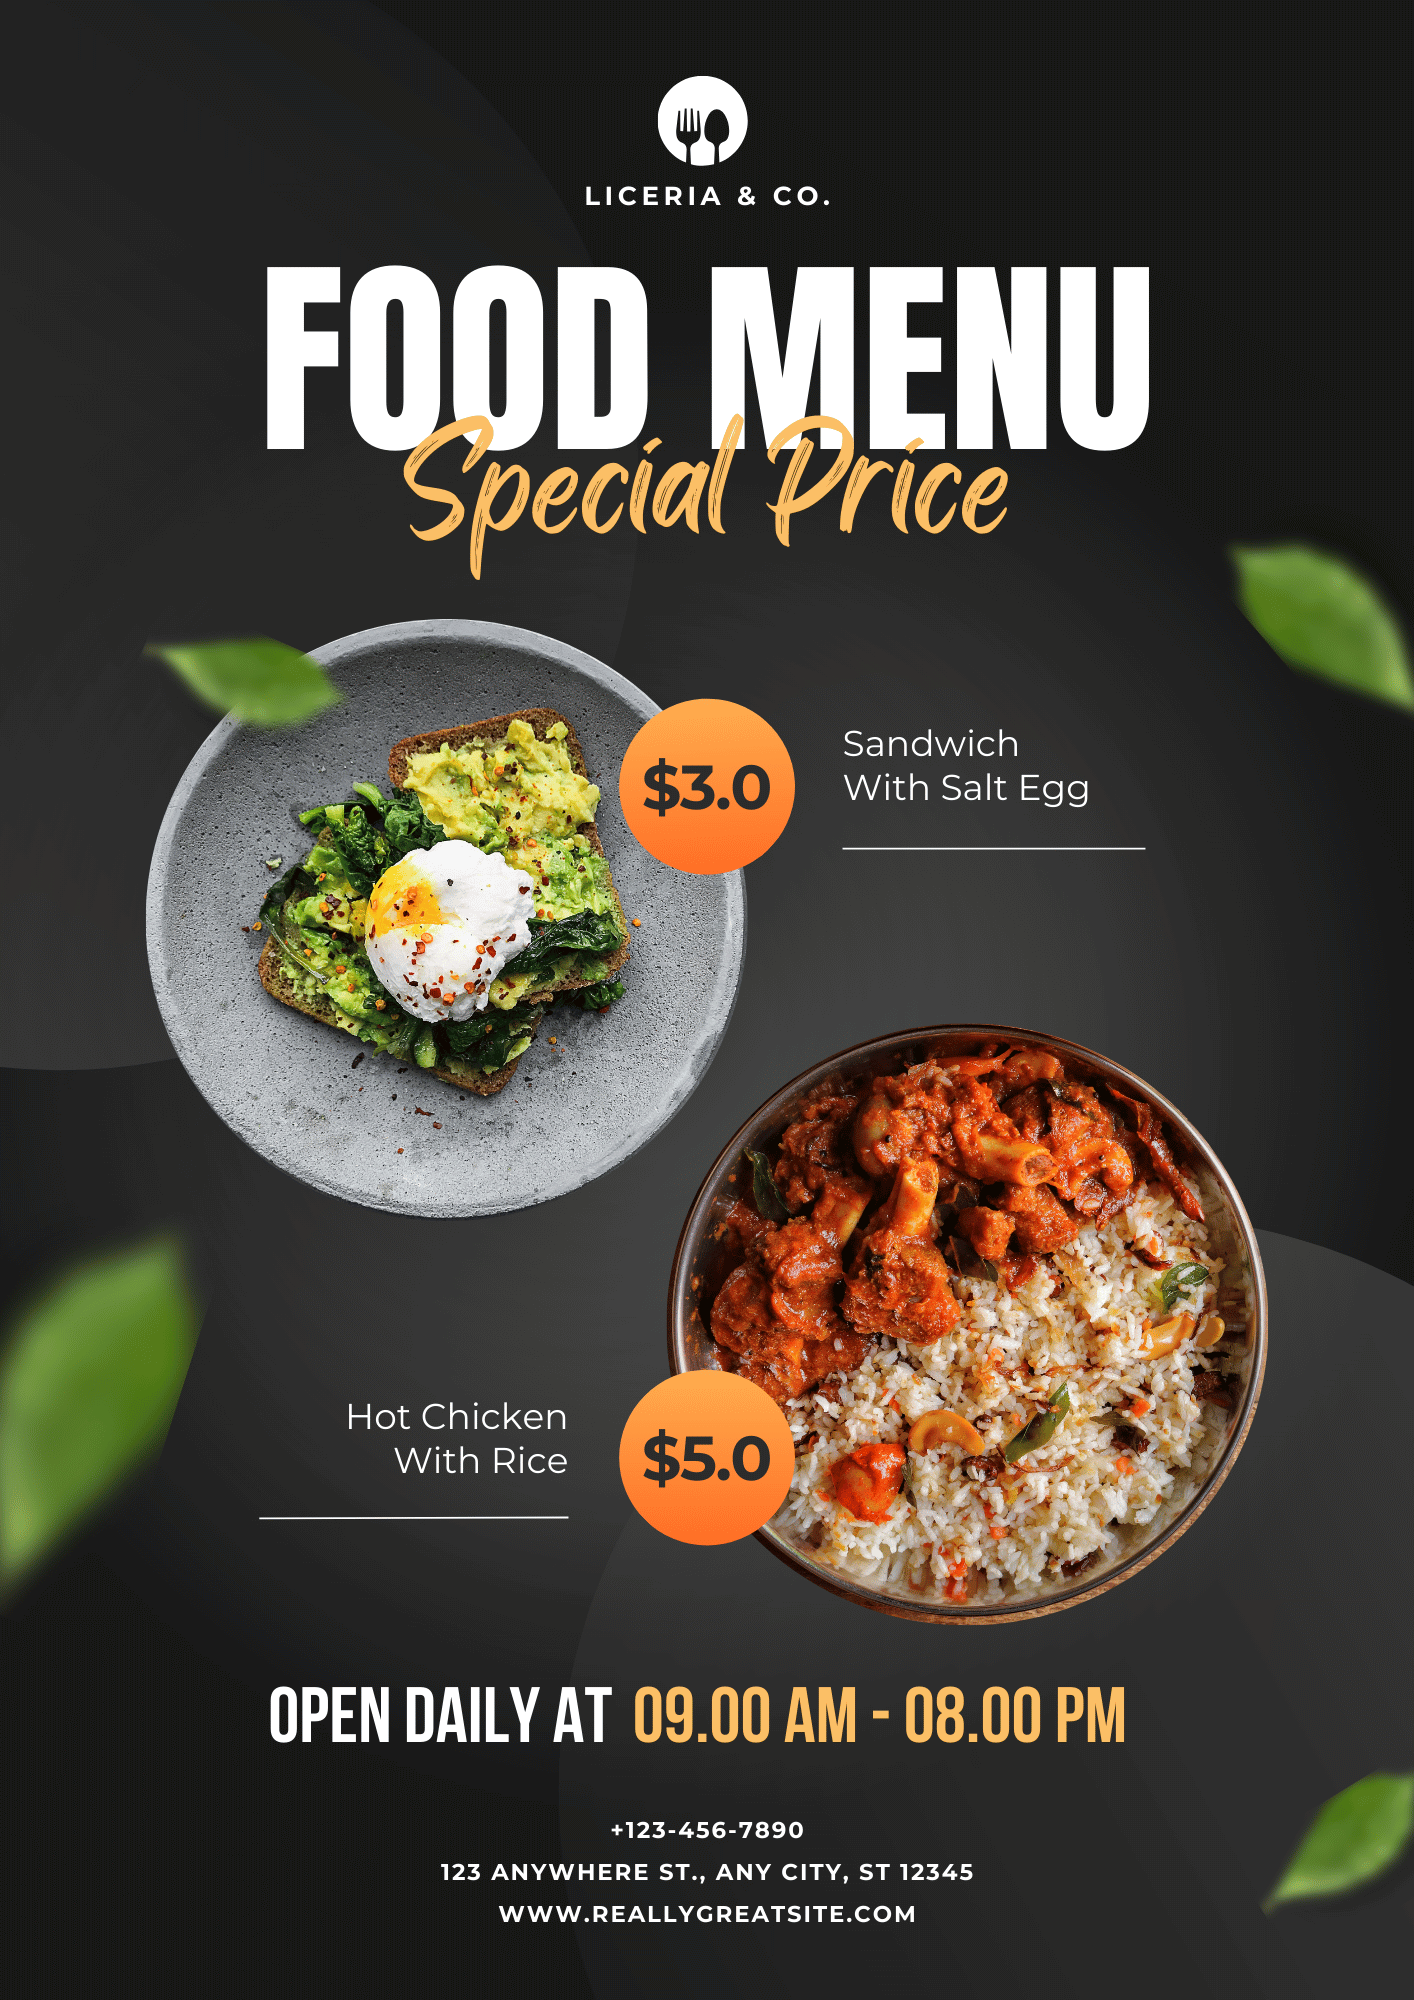 LICERIA & CO.
FOOD MENU
Special Price
$3.0
Sandwich
With Salt Egg
Hot Chicken
With Rice
$5.0
OPEN DAILY AT 09.00 AM - 08.00 PM
+123-456-7890
123 ANYWHERE ST., ANY CITY, ST 12345
WWW.REALLYGREATSITE.COM